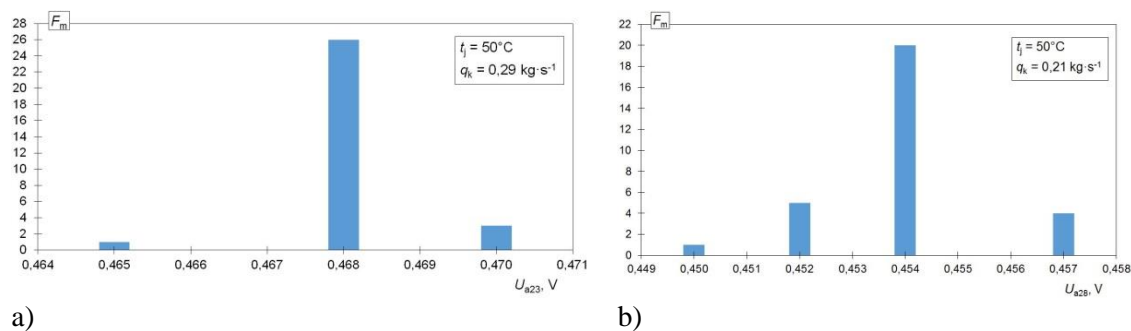 F_m
28
26
24
22
20
18
16
14
12
10
8
6
4
2
0
t_j = 50°C
q_k = 0,29 kg·s⁻¹
0,464 0,465 0,466 0,467 0,468 0,469 0,470 0,471
U_a23, V
a)
F_m
22
20
18
16
14
12
10
8
6
4
2
0
t_j = 50°C
q_k = 0,21 kg·s⁻¹
0,449 0,450 0,451 0,452 0,453 0,454 0,455 0,456 0,457 0,458
U_a28, V
b)